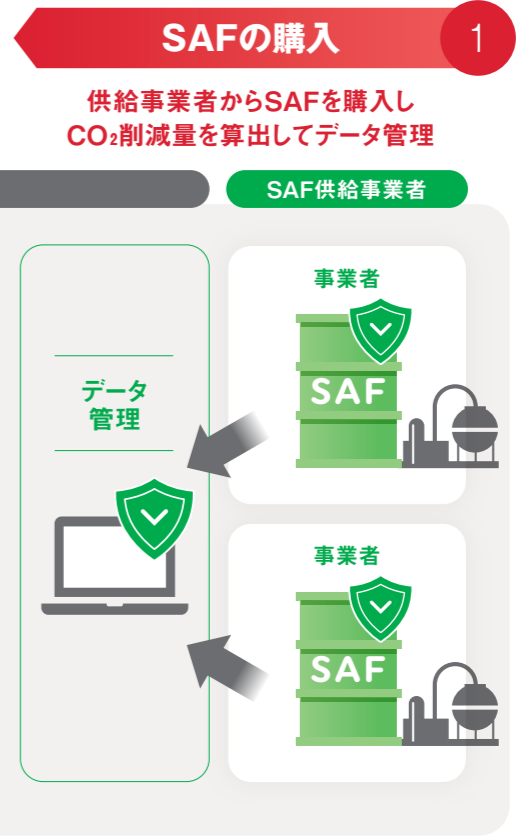 SAFの購入
1
供給事業者からSAFを購入し
CO₂削減量を算出してデータ管理
SAF供給事業者
事業者
SAF
データ
管理
事業者
SAF